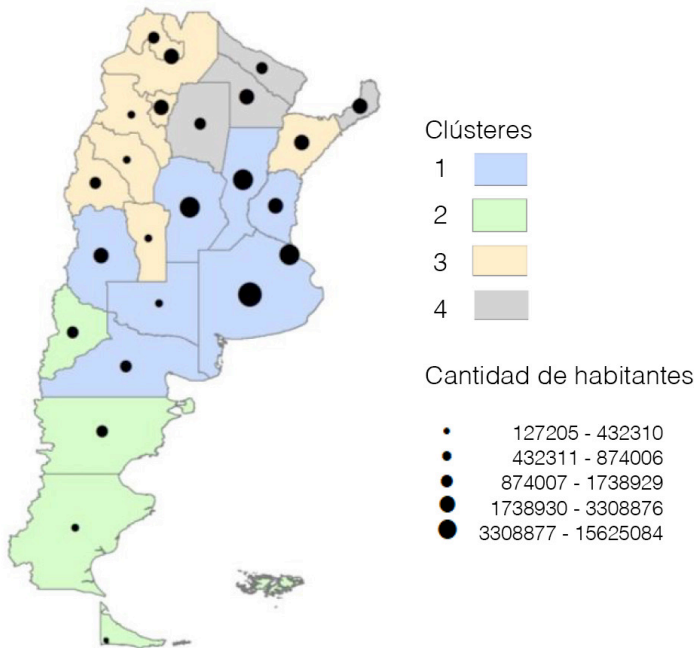 Clústeres
1
2
3
4
Cantidad de habitantes
127205 - 432310
432311 - 874006
874007 - 1738929
1738930 - 3308876
3308877 - 15625084